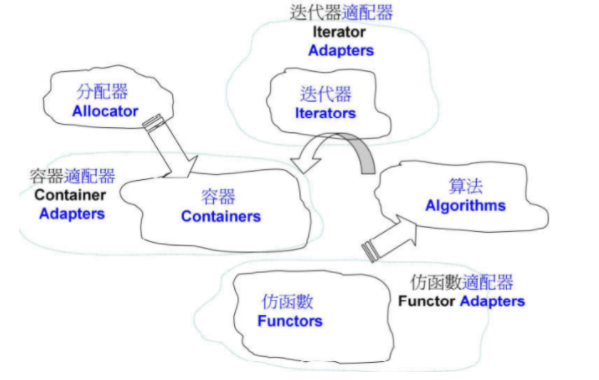 迭代器適配器
Iterator
Adapters
分配器
Allocator
迭代器
Iterators
容器適配器
Container
Adapters
容器
Containers
算法
Algorithms
仿函數
Functors
仿函數適配器
Functor Adapters